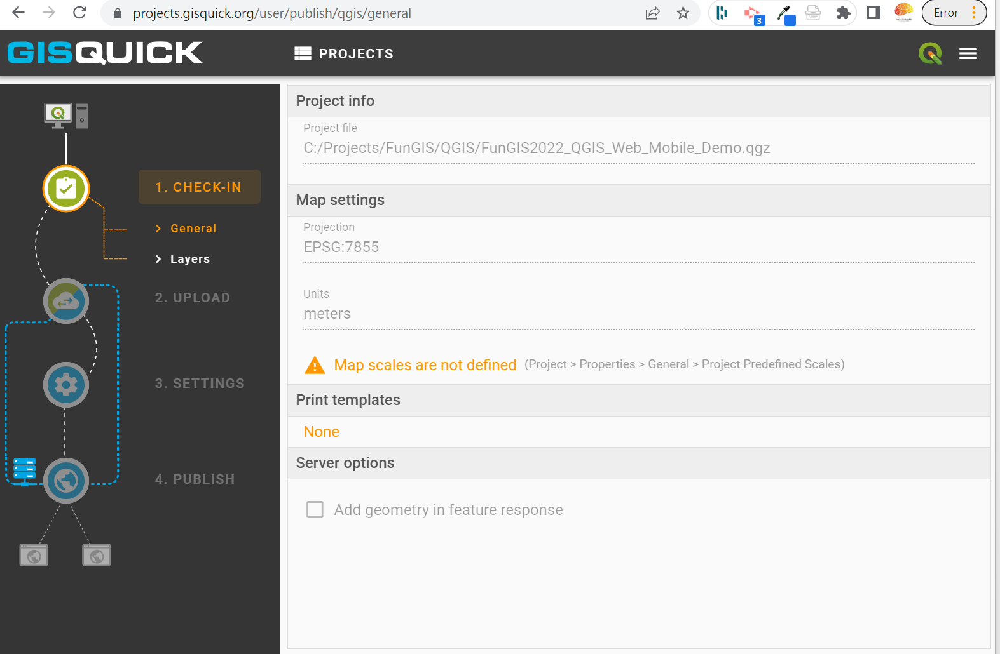 projects.gisquick.org/user/publish/qgis/general
3
Error
GISQUICK
PROJECTS
1. CHECK-IN
General
Layers
2. UPLOAD
3. SETTINGS
4. PUBLISH
Project info
Project file
C:/Projects/FunGIS/QGIS/FunGIS2022_QGIS_Web_Mobile_Demo.qgz
Map settings
Projection
EPSG:7855
Units
meters
Map scales are not defined (Project > Properties > General > Project Predefined Scales)
Print templates
None
Server options
Add geometry in feature response